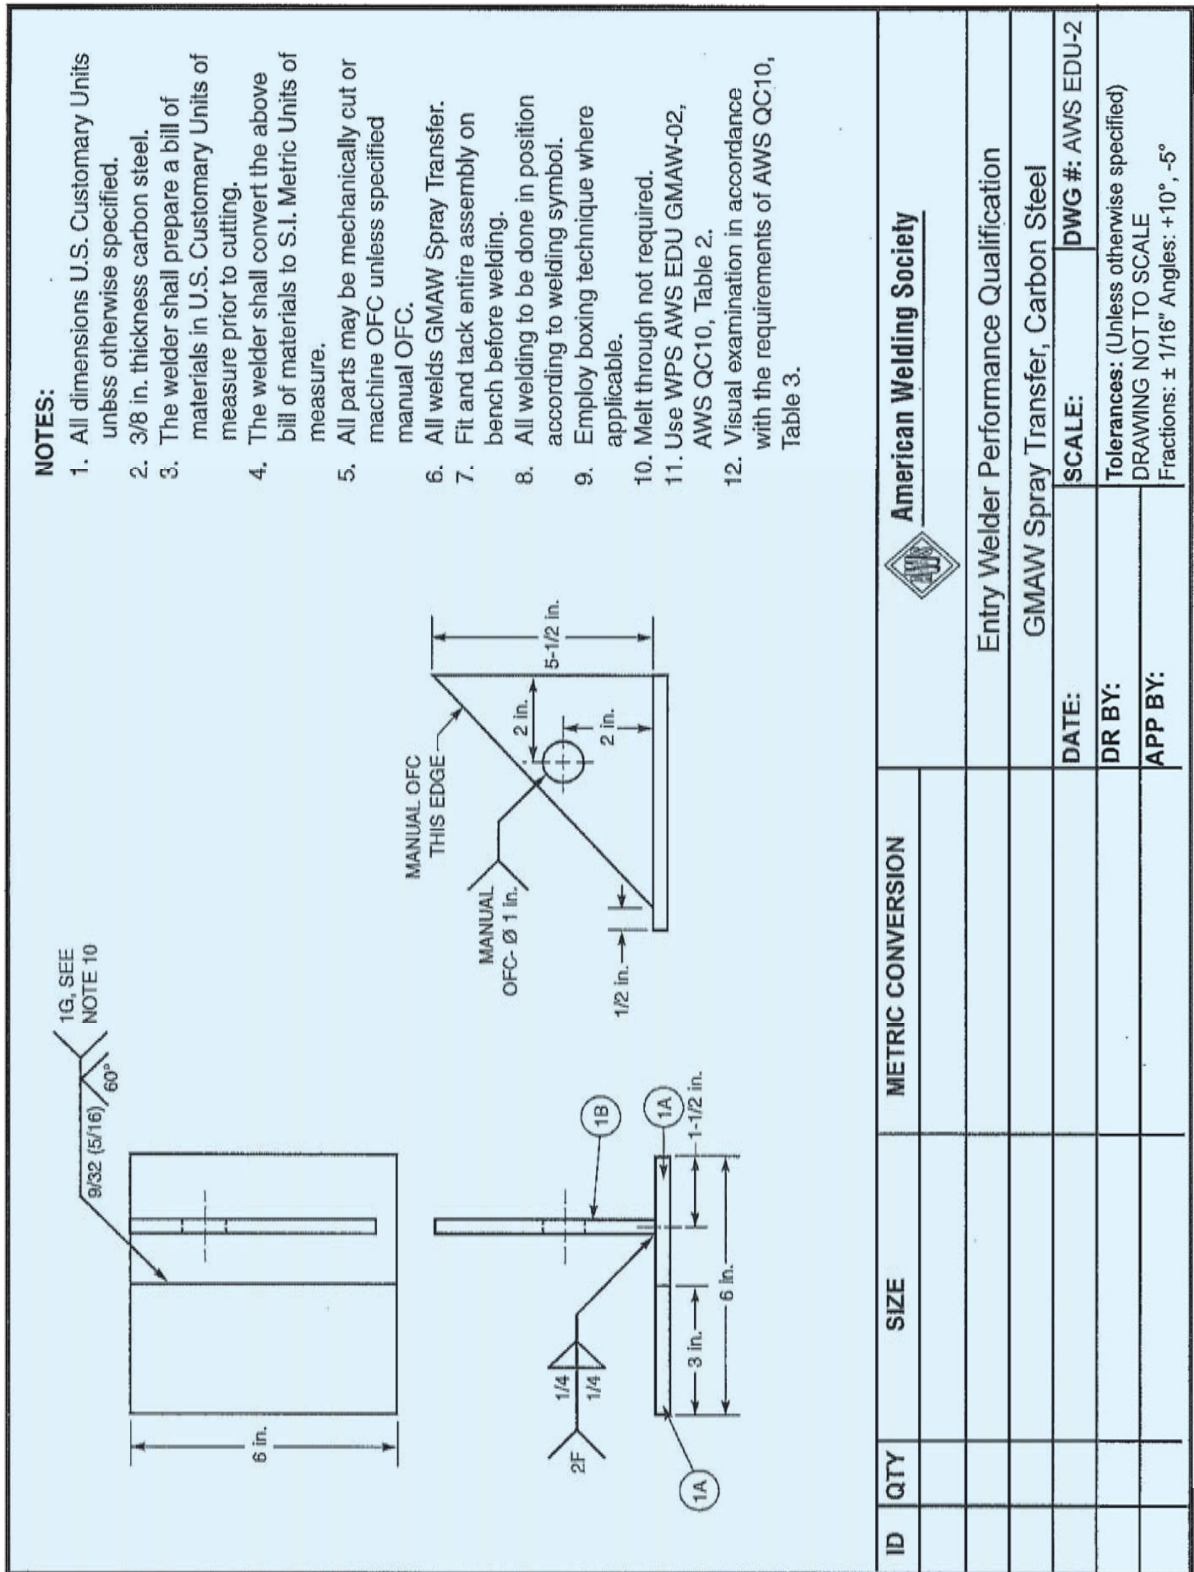 NOTES:
1. All dimensions U.S. Customary Units
unbss otherwise specified.
2. 3/8 in. thickness carbon steel.
3. The welder shall prepare a bill of
materials in U.S. Customary Units of
measure prior to cutting.
4. The welder shall convert the above
bill of materials to S.I. Metric Units of
measure.
5. All parts may be mechanically cut or
machine OFC unless specified
manual OFC.
6. All welds GMAW Spray Transfer.
7. Fit and tack entire assembly on
bench before welding.
8. All welding to be done in position
according to welding symbol.
9. Employ boxing technique where
applicable.
10. Melt through not required.
11. Use WPS AWS EDU GMAW-02,
AWS QC10, Table 2.
12. Visual examination in accordance
with the requirements of AWS QC10,
Table 3.
1G, SEE
NOTE 10
9/32 (5/16)
60°
6 in.
MANUAL OFC
THIS EDGE
MANUAL
OFC- Ø 1 in.
2 in.
2 in.
5-1/2 in.
1/2 in.
2F
1/4
1/4
1B
1A
1A
1-1/2 in.
3 in.
6 in.
ID QTY SIZE METRIC CONVERSION
AWS American Welding Society
Entry Welder Performance Qualification
GMAW Spray Transfer, Carbon Steel
DATE: SCALE: DWG #: AWS EDU-2
DR BY:
APP BY:
Tolerances: (Unless otherwise specified)
DRAWING NOT TO SCALE
Fractions: ± 1/16" Angles: +10°, -5°